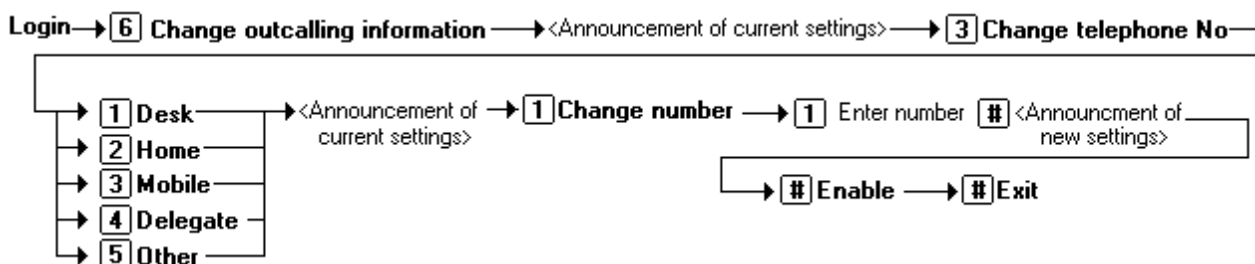 Login 6 Change outcalling information <Announcement of current settings> 3 Change telephone No
1 Desk
2 Home
3 Mobile
4 Delegate
5 Other
<Announcement of
current settings>
1 Change number
1 Enter number # <Announcment of
new settings>
# Enable # Exit